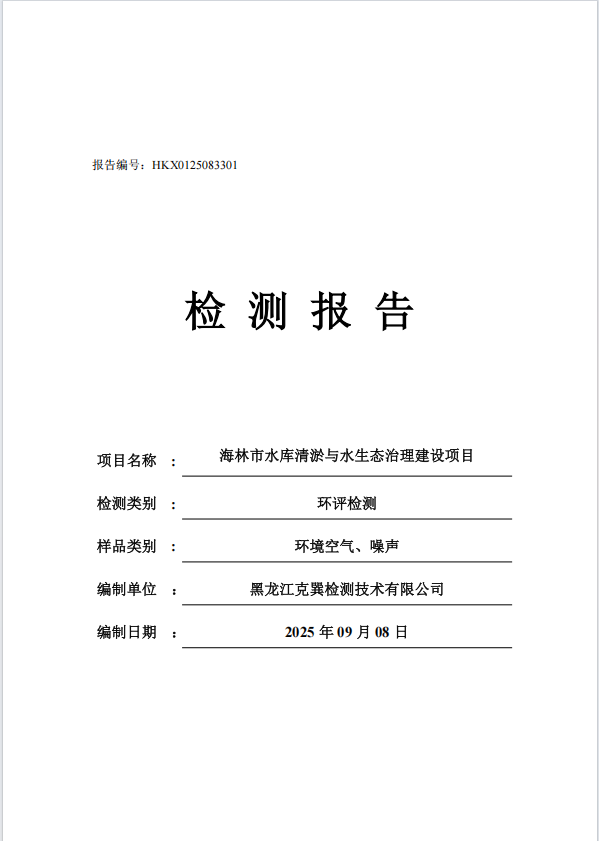 报告编号：HKX0125083301
检 测 报 告
项目名称 ： 海林市水库清淤与水生态治理建设项目
检测类别 ： 环评检测
样品类别 ： 环境空气、噪声
编制单位 ： 黑龙江克巽检测技术有限公司
编制日期 ： 2025 年 09 月 08 日